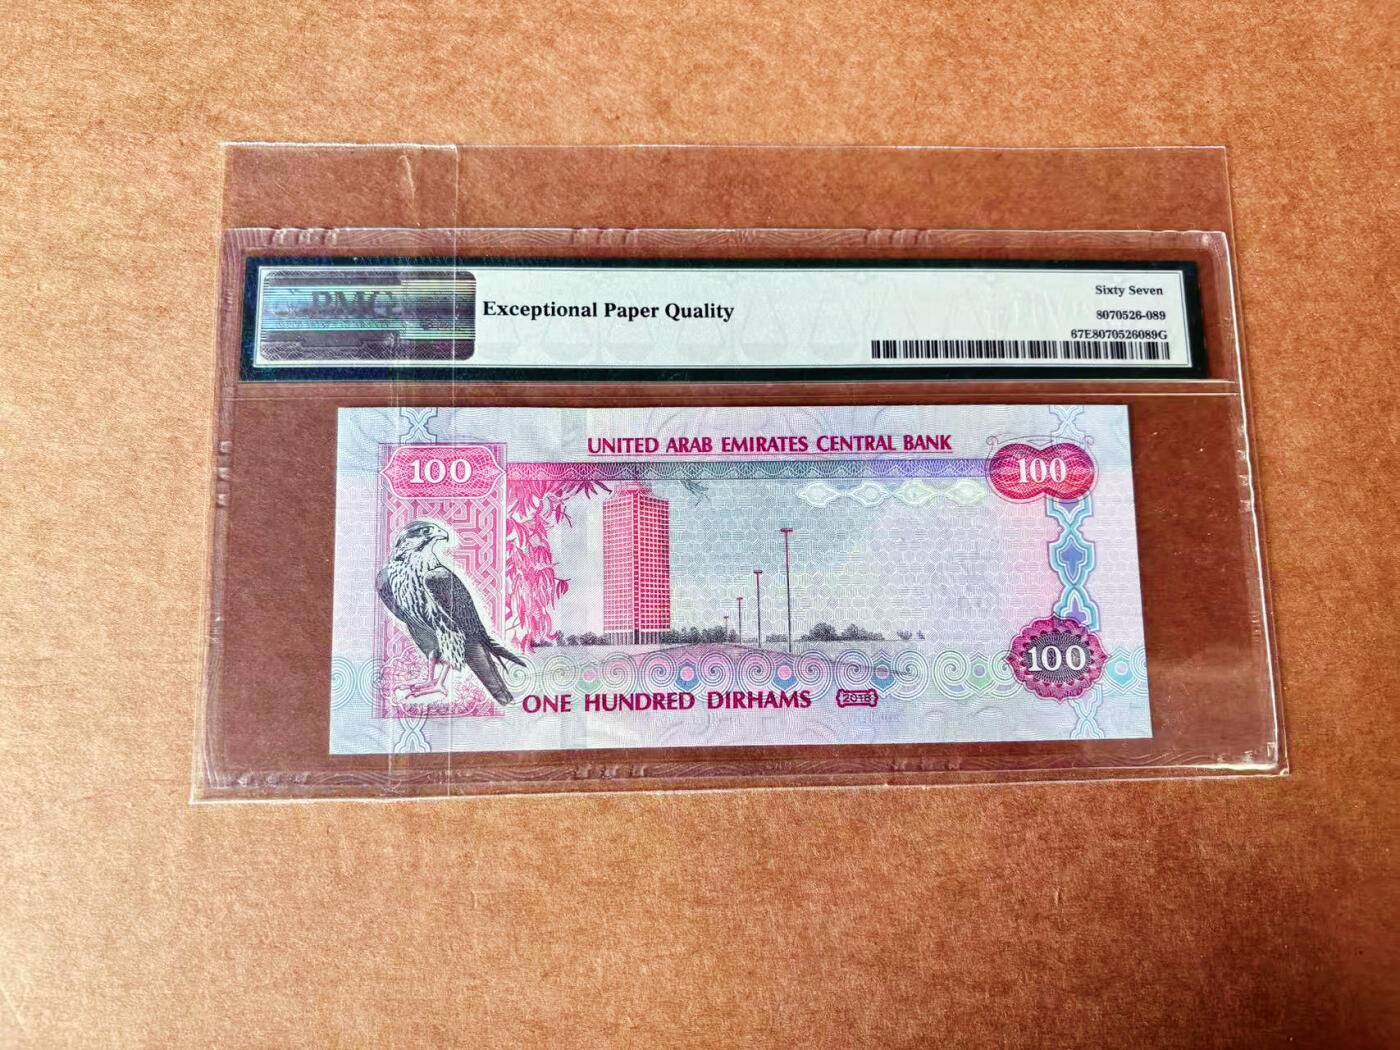 PMG
Exceptional Paper Quality
Sixty Seven
8070526-089
67E8070526089G
UNITED ARAB EMIRATES CENTRAL BANK
100
100
100
ONE HUNDRED DIRHAMS
2018